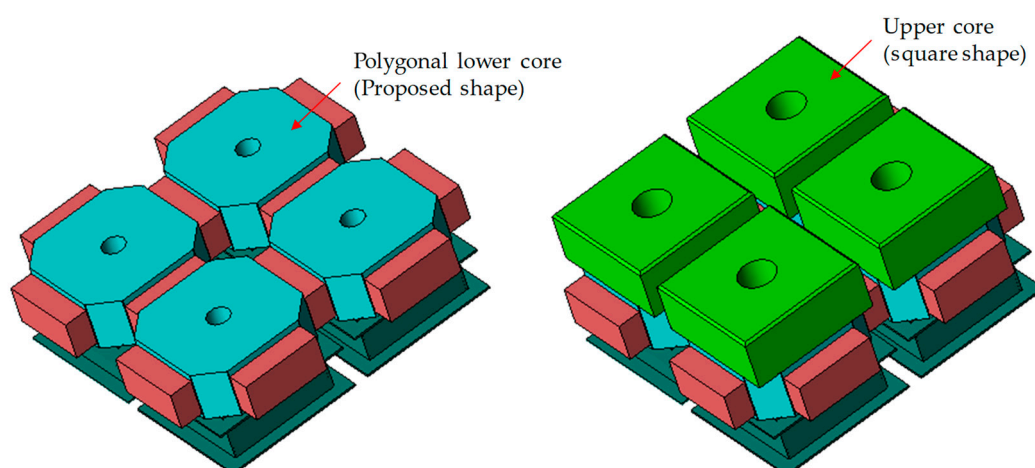 Polygonal lower core
(Proposed shape)
Upper core
(square shape)